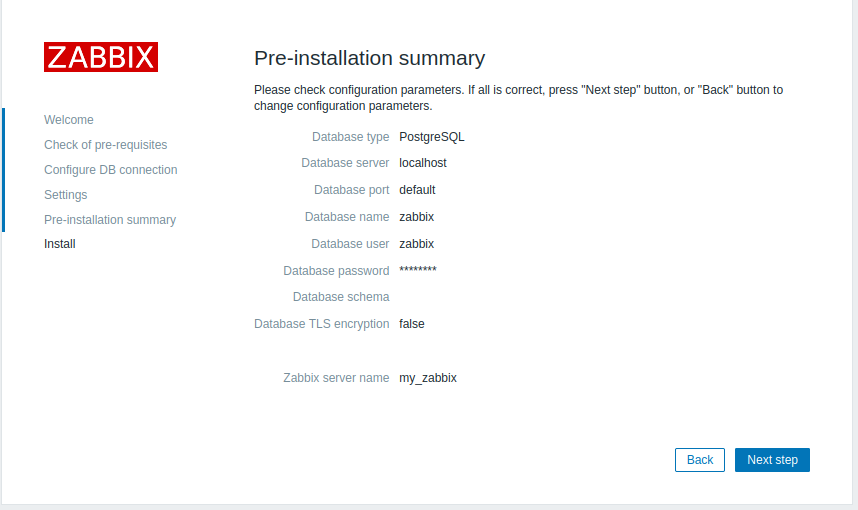 ZABBIX
Welcome
Check of pre-requisites
Configure DB connection
Settings
Pre-installation summary
Install
Pre-installation summary
Please check configuration parameters. If all is correct, press "Next step" button, or "Back" button to
change configuration parameters.
Database type PostgreSQL
Database server localhost
Database port default
Database name zabbix
Database user zabbix
Database password ********
Database schema
Database TLS encryption false
Zabbix server name my_zabbix
Back Next step